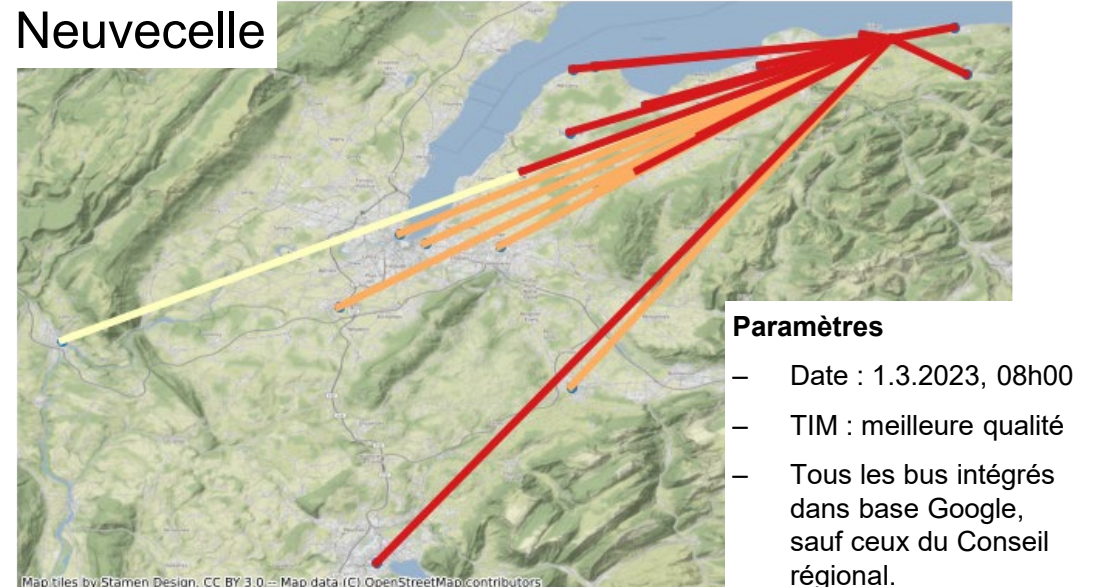 Neuvecelle
Paramètres
– Date : 1.3.2023, 08h00
– TIM : meilleure qualité
– Tous les bus intégrés
dans base Google,
sauf ceux du Conseil
régional.
Map tiles by Stamen Design, CC BY 3.0 -- Map data (C) OpenStreetMap contributors